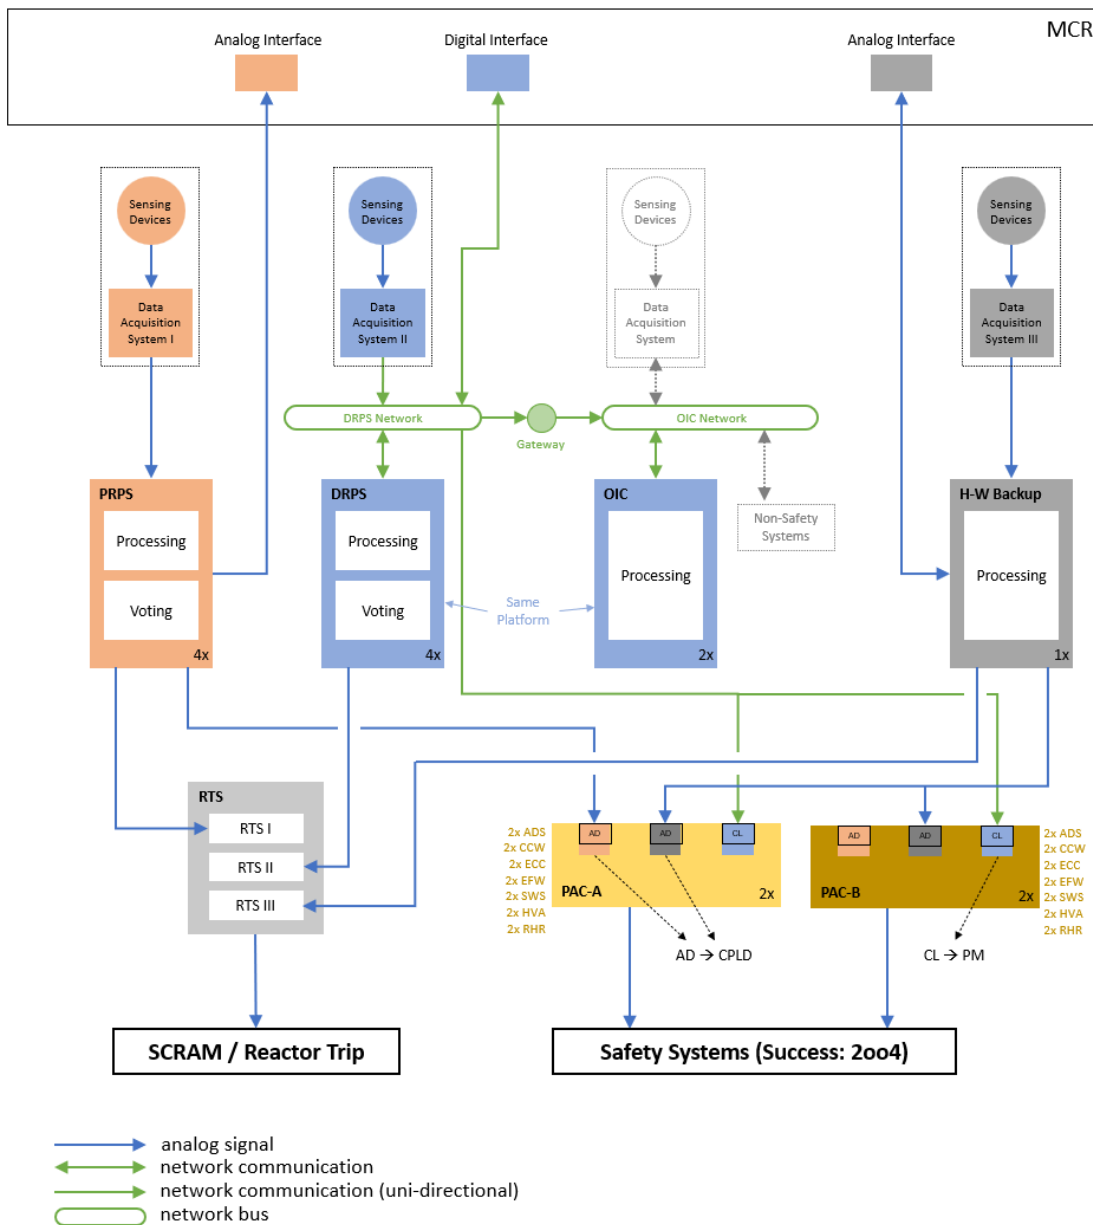 MCR
Analog Interface
Digital Interface
Analog Interface
Sensing
Devices
Sensing
Devices
Sensing
Devices
Sensing
Devices
Data
Acquisition
System I
Data
Acquisition
System II
Data
Acquisition
System
Data
Acquisition
System III
DRPS Network
Gateway
OIC Network
PRPS
Processing
Voting
4x
DRPS
Processing
Voting
4x
Same
Platform
OIC
Processing
2x
Non-Safety
Systems
H-W Backup
Processing
1x
RTS
RTS I
RTS II
RTS III
2x ADS
2x CCW
2x ECC
2x EFW
2x SWS
2x HVA
2x RHR
AD
AD
CL
PAC-A
2x
AD
AD
CL
PAC-B
2x
2x ADS
2x CCW
2x ECC
2x EFW
2x SWS
2x HVA
2x RHR
AD → CPLD
CL → PM
SCRAM / Reactor Trip
Safety Systems (Success: 2oo4)
analog signal
network communication
network communication (uni-directional)
network bus